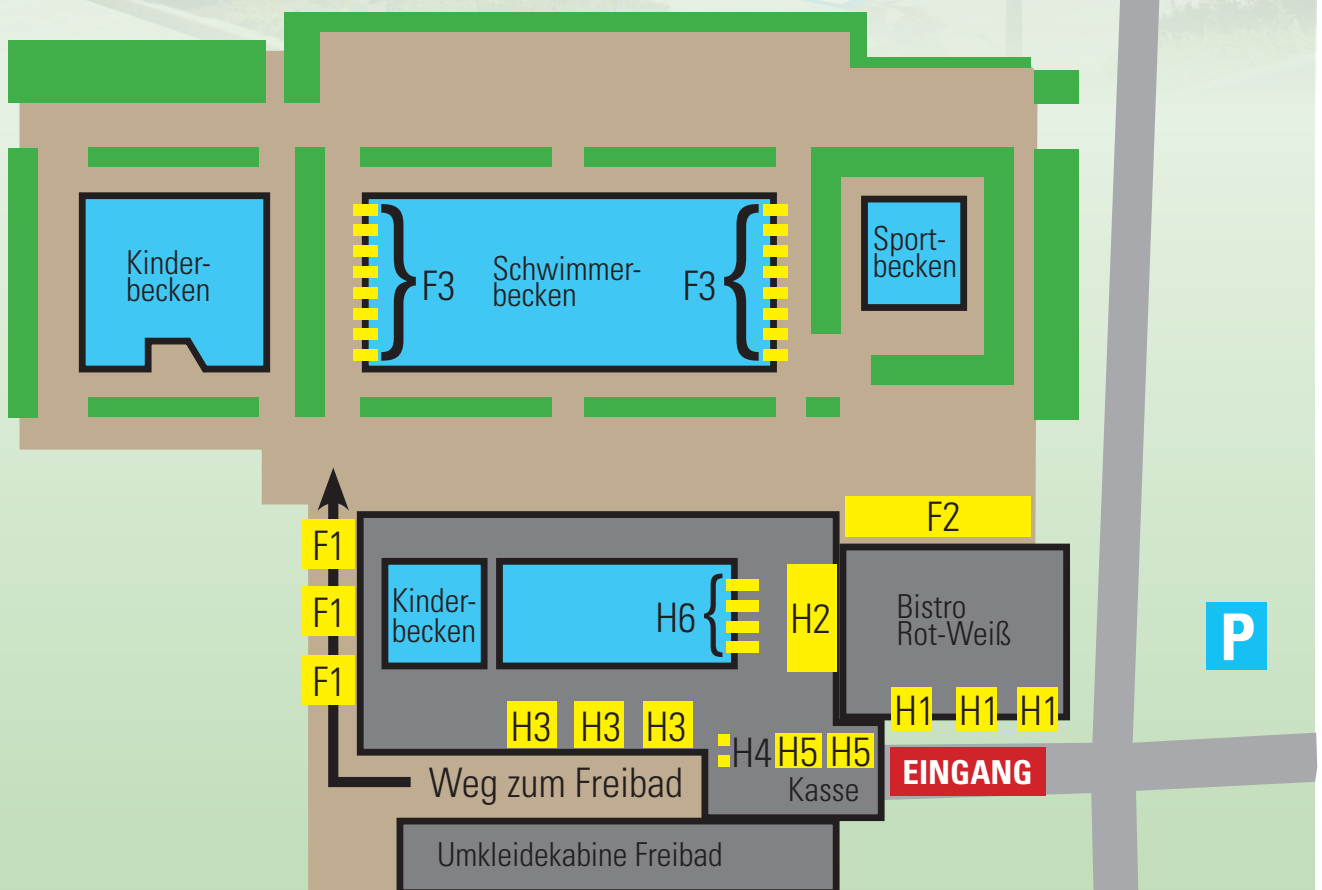 Kinder-
becken
F3
Schwimmer-
becken
F3
Sport-
becken
F1
F1
F1
F2
Kinder-
becken
H6
H2
Bistro
Rot-Weiß
P
H1 H1 H1
H3 H3 H3
H4 H5 H5
Kasse
EINGANG
Weg zum Freibad
Umkleidekabine Freibad